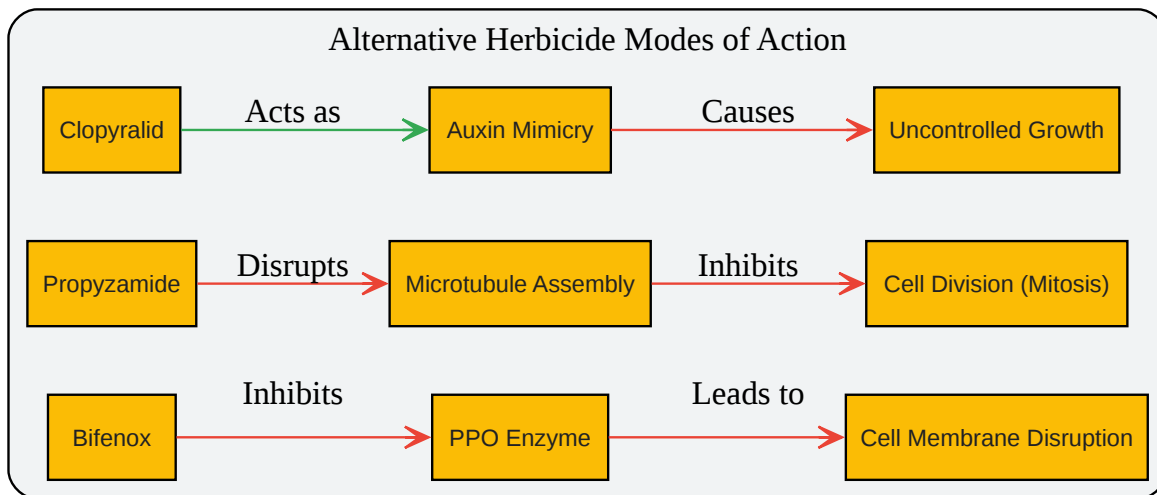 Alternative Herbicide Modes of Action
Clopyralid
Acts as
Auxin Mimicry
Causes
Uncontrolled Growth
Propyzamide
Disrupts
Microtubule Assembly
Inhibits
Cell Division (Mitosis)
Bifenox
Inhibits
PPO Enzyme
Leads to
Cell Membrane Disruption